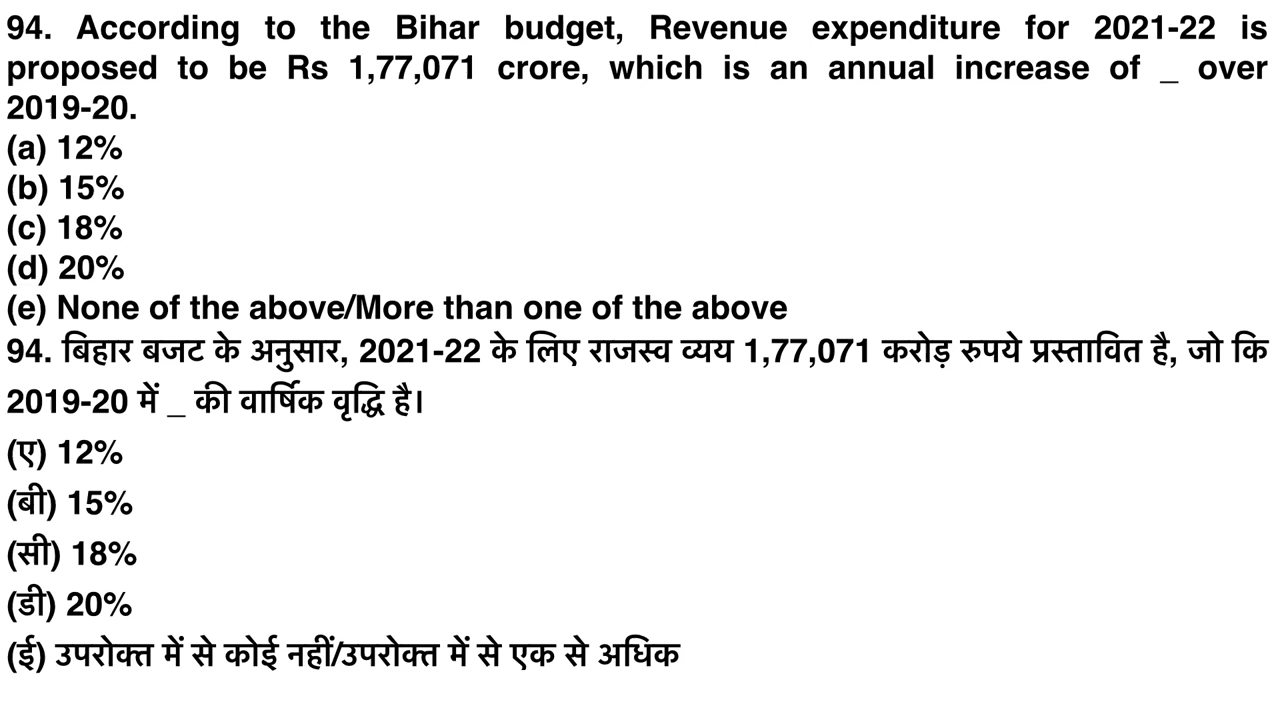 94. According to the Bihar budget, Revenue expenditure for 2021-22 is
proposed to be Rs 1,77,071 crore, which is an annual increase of _ over
2019-20.
(a) 12%
(b) 15%
(c) 18%
(d) 20%
(e) None of the above/More than one of the above
94. बिहार बजट के अनुसार, 2021-22 के लिए राजस्व व्यय 1,77,071 करोड़ रुपये प्रस्तावित है, जो कि
2019-20 में _ की वार्षिक वृद्धि है।
(ए) 12%
(बी) 15%
(सी) 18%
(डी) 20%
(ई) उपरोक्त में से कोई नहीं/उपरोक्त में से एक से अधिक